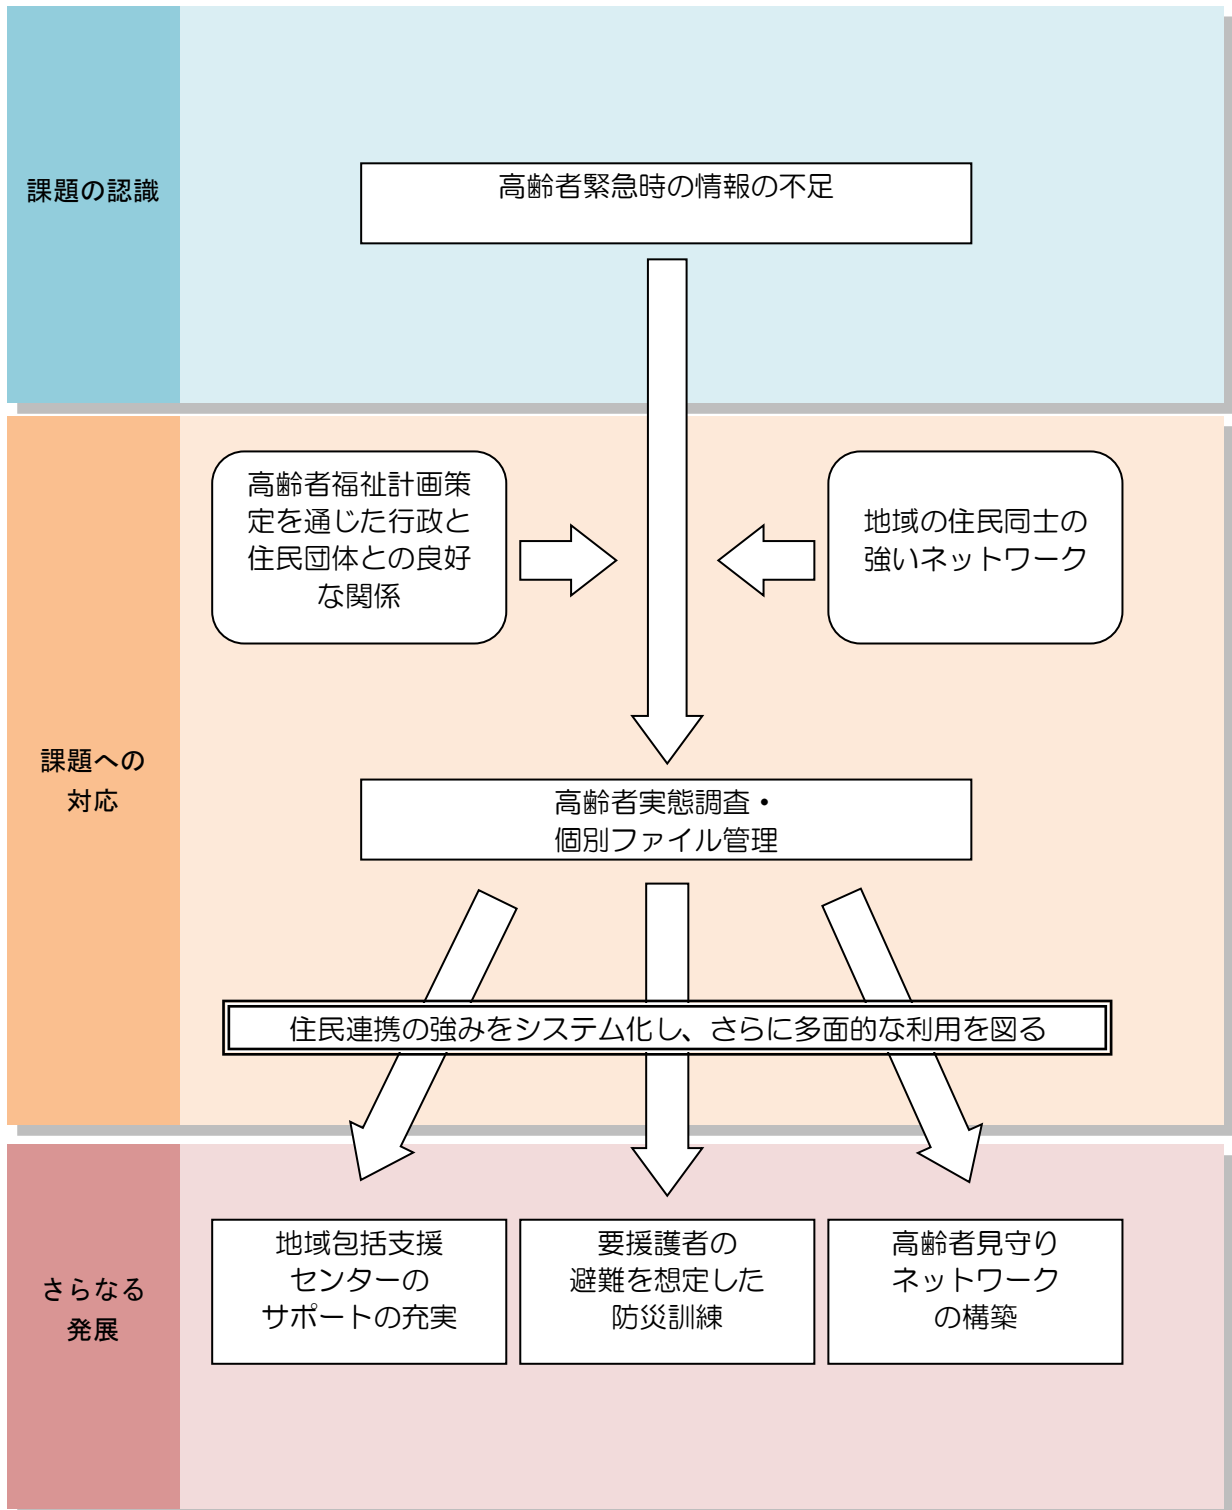 課題の認識
高齢者緊急時の情報の不足
高齢者福祉計画策
定を通じた行政と
住民団体との良好
な関係
地域の住民同士の
強いネットワーク
課題への
対応
高齢者実態調査・
個別ファイル管理
住民連携の強みをシステム化し、さらに多面的な利用を図る
さらなる
発展
地域包括支援
センターの
サポートの充実
要援護者の
避難を想定した
防災訓練
高齢者見守り
ネットワーク
の構築